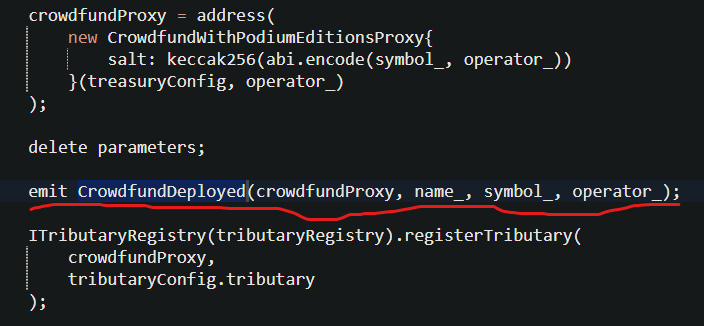 crowdfundProxy = address(
new CrowdfundWithPodiumEditionsProxy{
salt: keccak256(abi.encode(symbol_, operator_))
}(treasuryConfig, operator_)
);
delete parameters;
emit CrowdfundDeployed(crowdfundProxy, name_, symbol_, operator_);
ITributaryRegistry(tributaryRegistry).registerTributary(
crowdfundProxy,
tributaryConfig.tributary
);